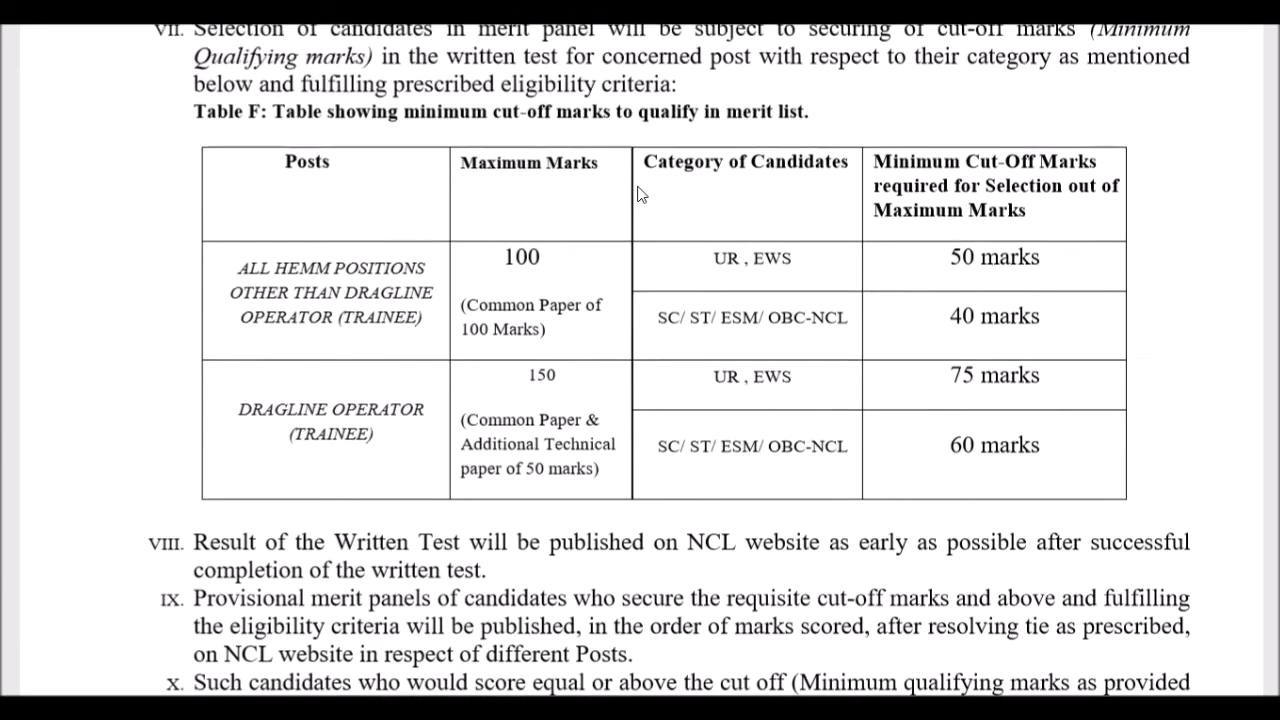 VII. Selection of candidates in merit panel will be subject to securing of cut-off marks (Minimum
Qualifying marks) in the written test for concerned post with respect to their category as mentioned
below and fulfilling prescribed eligibility criteria:
Table F: Table showing minimum cut-off marks to qualify in merit list.
Posts
Maximum Marks
Category of Candidates
Minimum Cut-Off Marks
required for Selection out of
Maximum Marks
ALL HEMM POSITIONS
OTHER THAN DRAGLINE
OPERATOR (TRAINEE)
100
(Common Paper of
100 Marks)
UR , EWS
50 marks
SC/ ST/ ESM/ OBC-NCL
40 marks
DRAGLINE OPERATOR
(TRAINEE)
150
(Common Paper &
Additional Technical
paper of 50 marks)
UR , EWS
75 marks
SC/ ST/ ESM/ OBC-NCL
60 marks
VIII. Result of the Written Test will be published on NCL website as early as possible after successful
completion of the written test.
IX. Provisional merit panels of candidates who secure the requisite cut-off marks and above and fulfilling
the eligibility criteria will be published, in the order of marks scored, after resolving tie as prescribed,
on NCL website in respect of different Posts.
X. Such candidates who would score equal or above the cut off (Minimum qualifying marks as provided